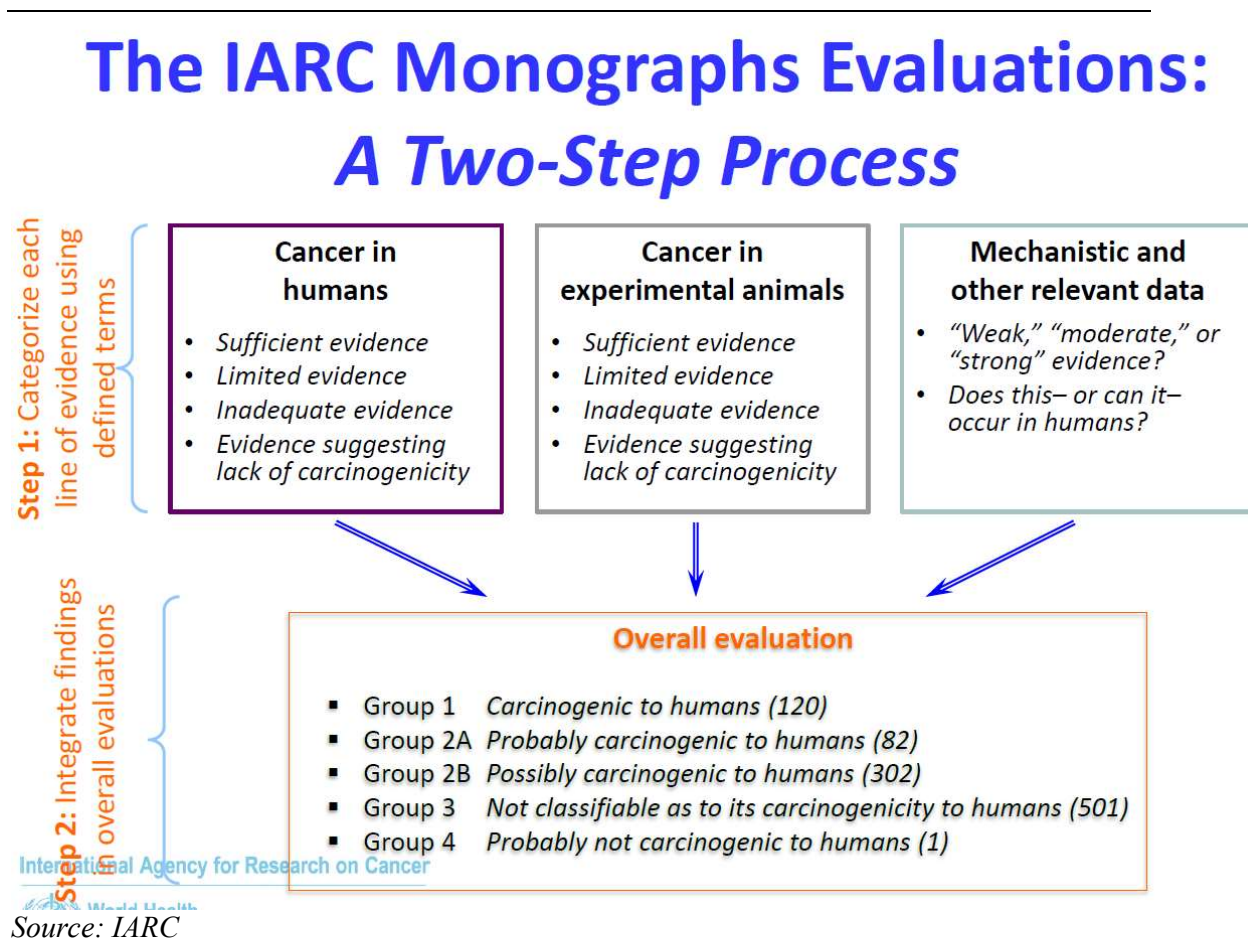 The IARC Monographs Evaluations:
A Two-Step Process
Step 1: Categorize each
line of evidence using
defined terms
Cancer in
humans
• Sufficient evidence
• Limited evidence
• Inadequate evidence
• Evidence suggesting
lack of carcinogenicity
Cancer in
experimental animals
• Sufficient evidence
• Limited evidence
• Inadequate evidence
• Evidence suggesting
lack of carcinogenicity
Mechanistic and
other relevant data
• “Weak,” “moderate,” or
“strong” evidence?
• Does this– or can it–
occur in humans?
Step 2: Integrate findings
in overall evaluations
Overall evaluation
▪ Group 1 Carcinogenic to humans (120)
▪ Group 2A Probably carcinogenic to humans (82)
▪ Group 2B Possibly carcinogenic to humans (302)
▪ Group 3 Not classifiable as to its carcinogenicity to humans (501)
▪ Group 4 Probably not carcinogenic to humans (1)
International Agency for Research on Cancer
World Health
Source: IARC